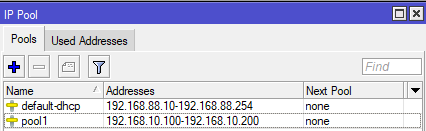 IP Pool
Pools Used Addresses
Find
Name Addresses Next Pool
default-dhcp 192.168.88.10-192.168.88.254 none
pool1 192.168.10.100-192.168.10.200 none